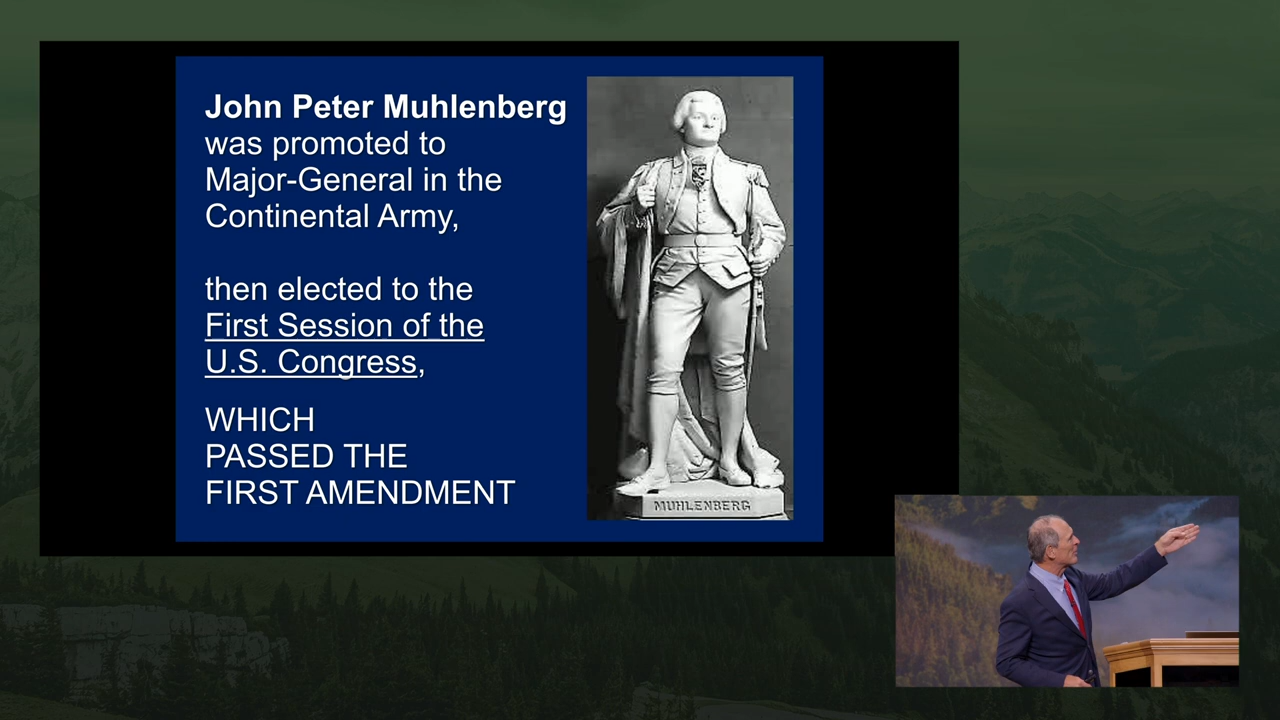 John Peter Muhlenberg
was promoted to
Major-General in the
Continental Army,
then elected to the
First Session of the
U.S. Congress,
WHICH
PASSED THE
FIRST AMENDMENT
MUHLENBERG